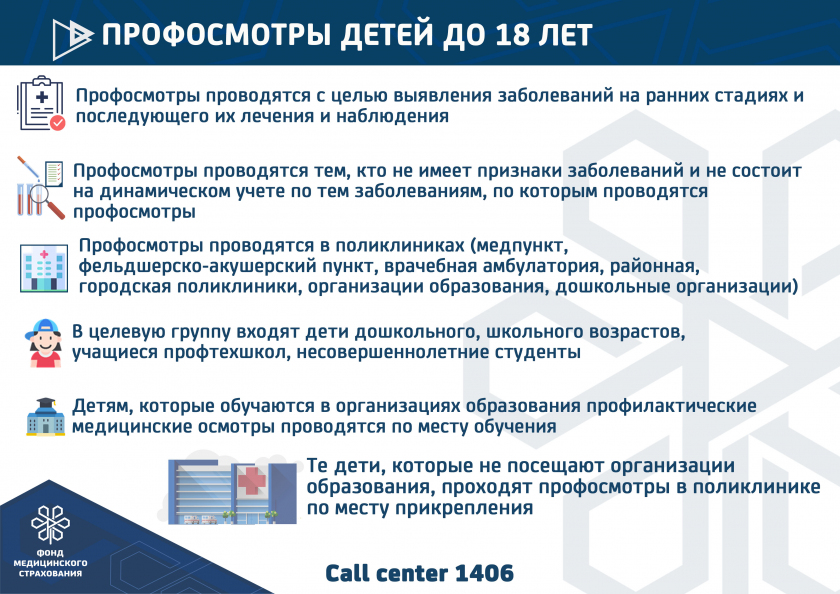 ПРОФОСМОТРЫ ДЕТЕЙ ДО 18 ЛЕТ
Профосмотры проводятся с целью выявления заболеваний на ранних стадиях и
последующего их лечения и наблюдения
Профосмотры проводятся тем, кто не имеет признаки заболеваний и не состоит
на динамическом учете по тем заболеваниям, по которым проводятся
профосмотры
Профосмотры проводятся в поликлиниках (медпункт,
фельдшерско-акушерский пункт, врачебная амбулатория, районная,
городская поликлиники, организации образования, дошкольные организации)
В целевую группу входят дети дошкольного, школьного возрастов,
учащиеся профтехшкол, несовершеннолетние студенты
Детям, которые обучаются в организациях образования профилактические
медицинские осмотры проводятся по месту обучения
Те дети, которые не посещают организации
образования, проходят профосмотры в поликлинике
по месту прикрепления
ФОНД
МЕДИЦИНСКОГО
СТРАХОВАНИЯ
Call center 1406